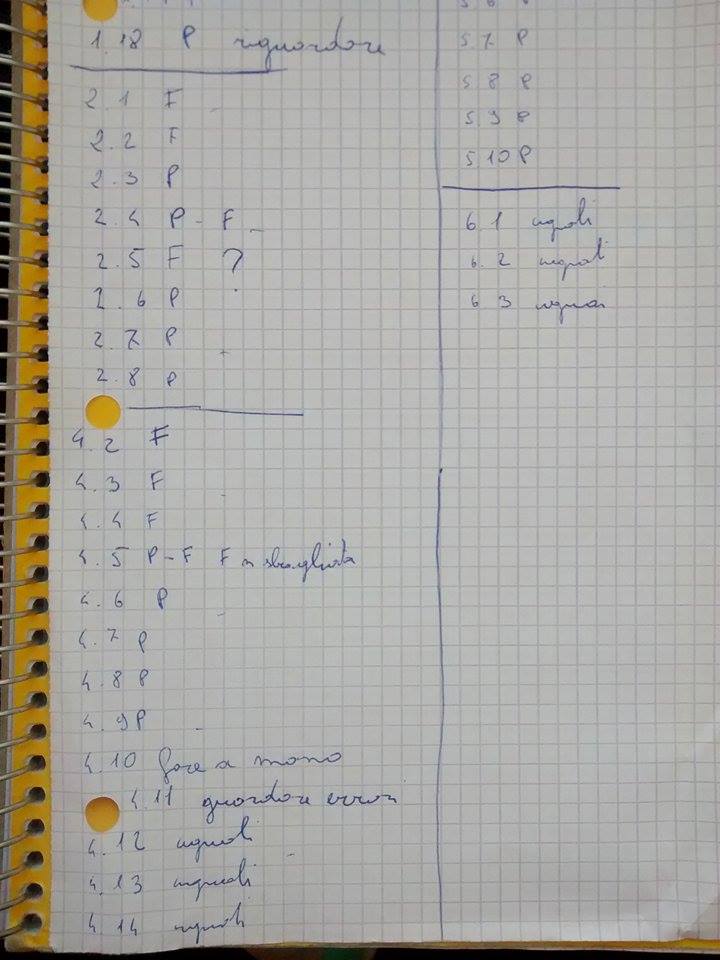 1.18 P riguardare
2.1 F
2.2 F
2.3 P
2.4 P - F
2.5 F ?
2.6 P
2.7 P
2.8 P
4.2 F
4.3 F
4.4 F
4.5 P-F F sbagliata
4.6 P
4.7 P
4.8 P
4.9 P
4.10 fare a mano
4.11 guardare errori
4.12 uguali
4.13 uguali
4.14 uguali
5 7 P
5 8 P
5 9 P
5 10 P
6.1 uguali
6.2 uguali
6 3 uguai